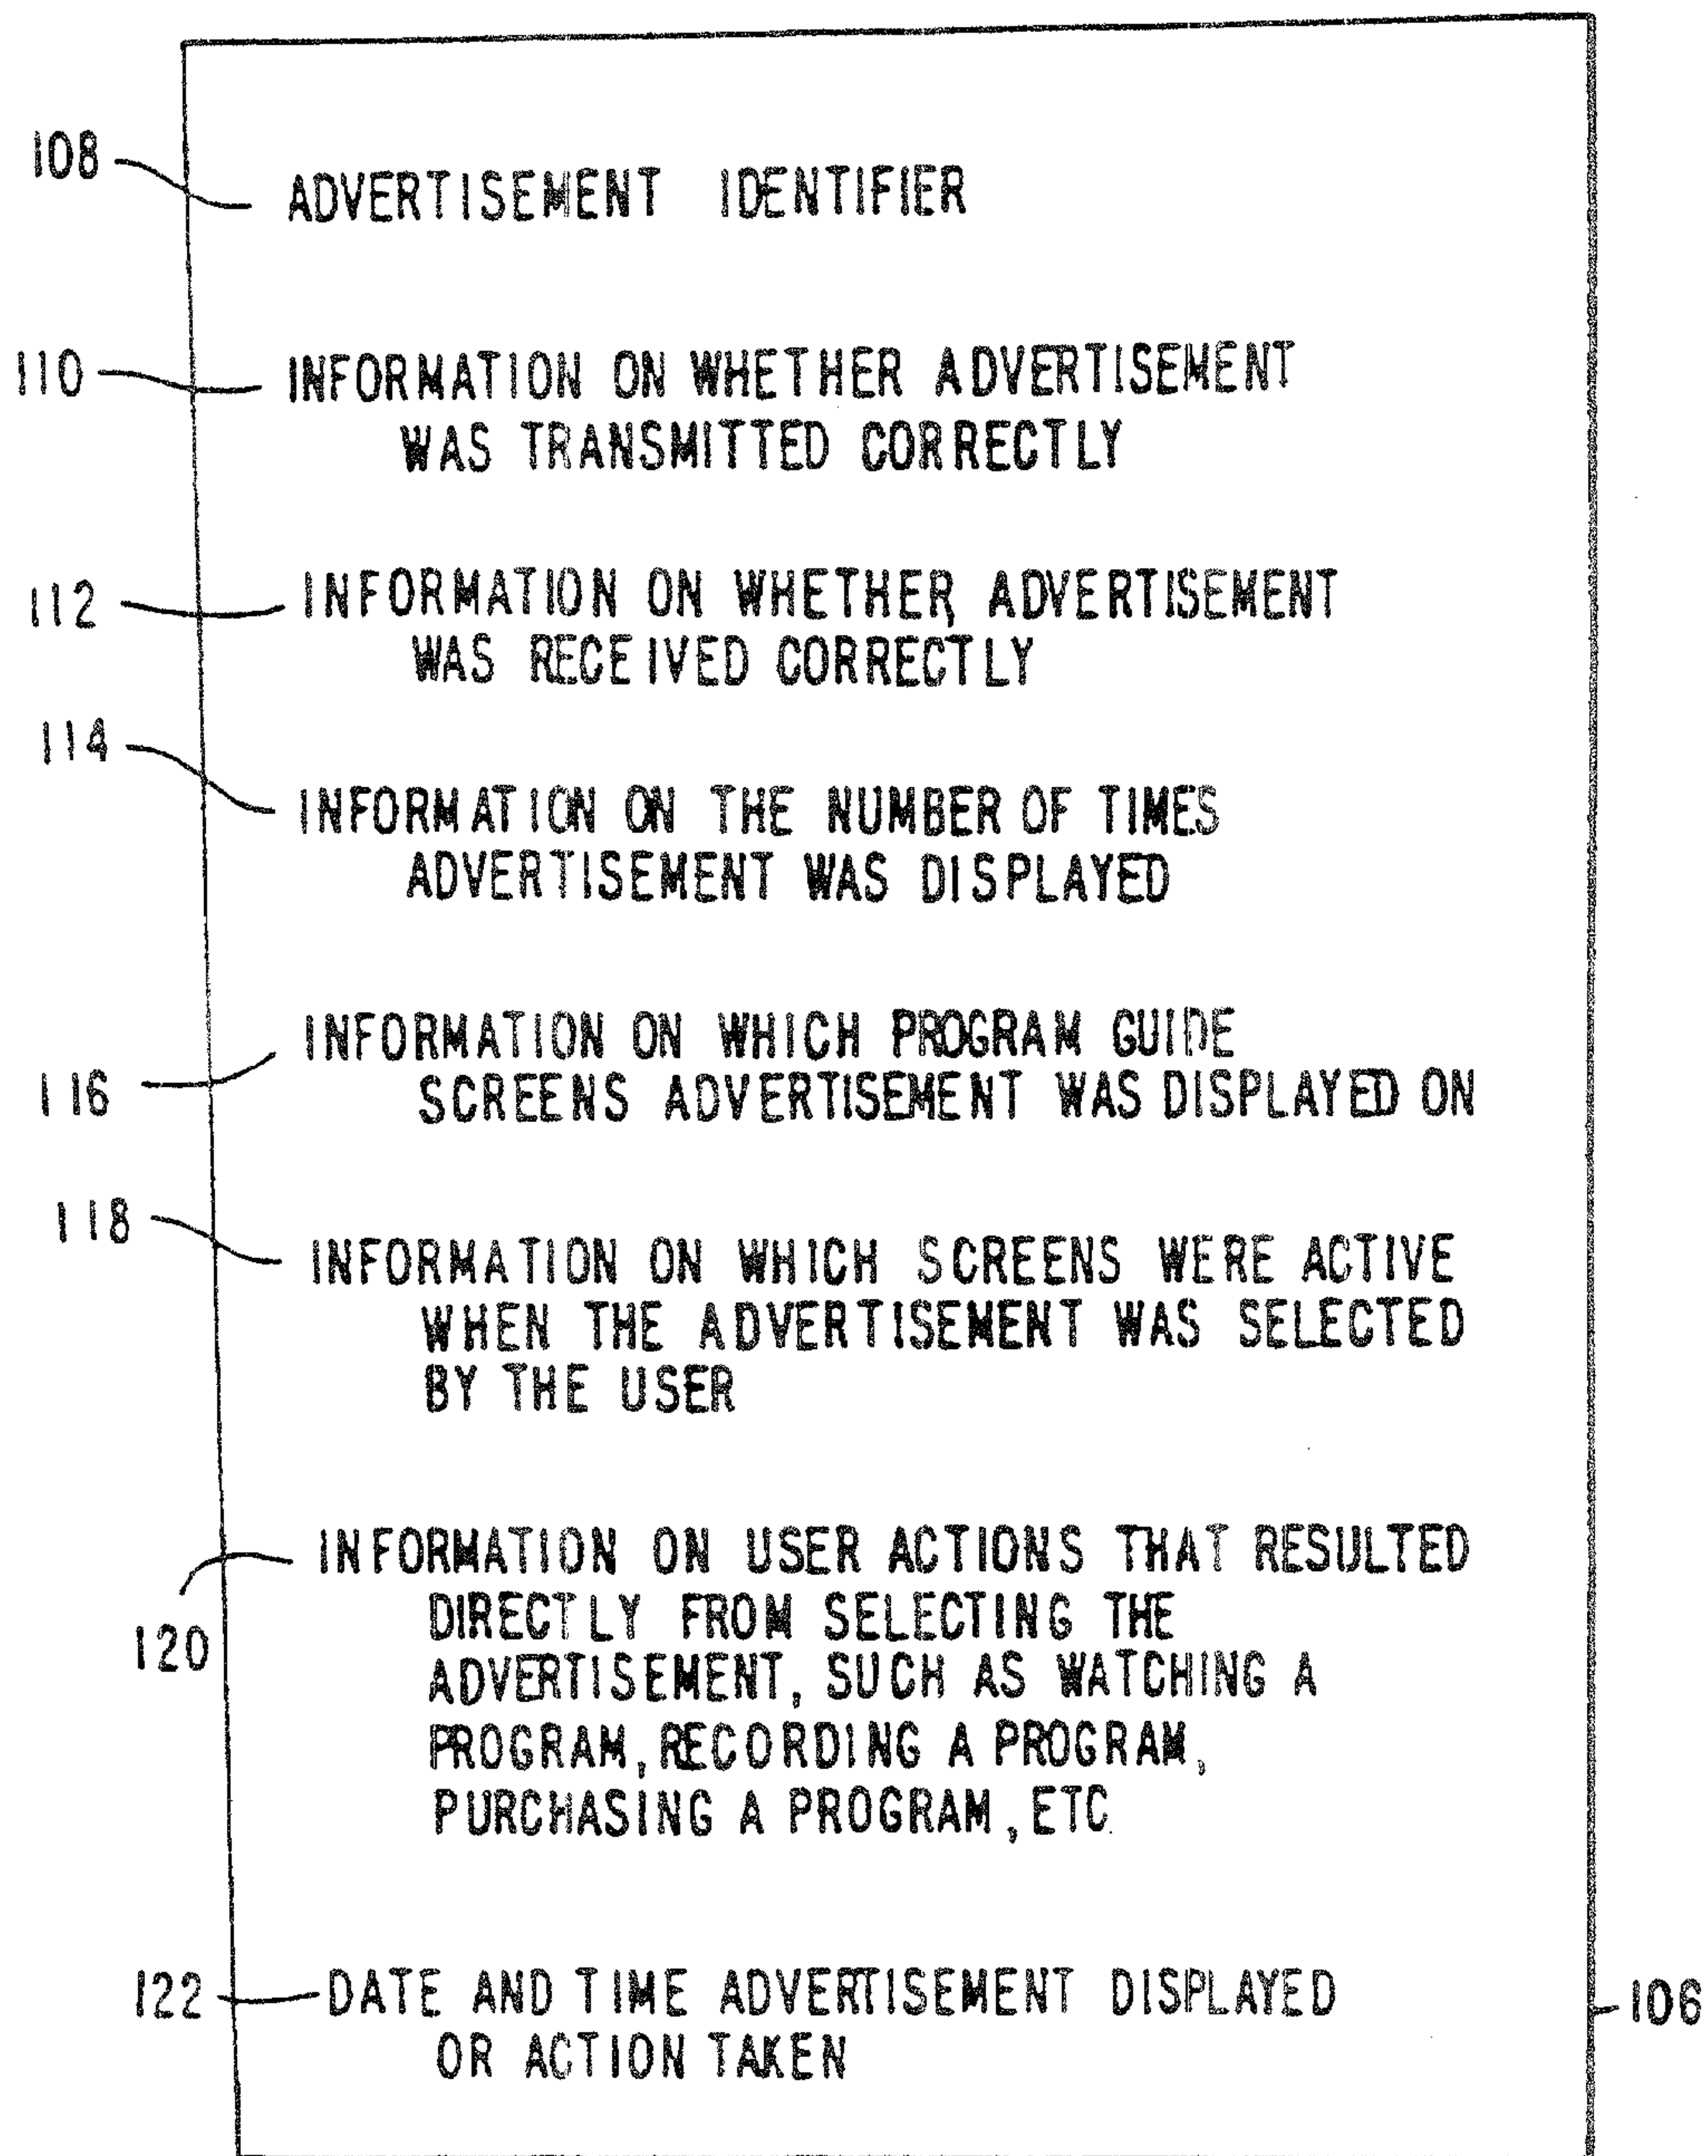 108 ADVERTISEMENT IDENTIFIER
110 INFORMATION ON WHETHER ADVERTISEMENT
WAS TRANSMITTED CORRECTLY
112 INFORMATION ON WHETHER ADVERTISEMENT
WAS RECEIVED CORRECTLY
114
INFORMATION ON THE NUMBER OF TIMES
ADVERTISEMENT WAS DISPLAYED
INFORMATION ON WHICH PROGRAM GUIDE
116 SCREENS ADVERTISEMENT WAS DISPLAYED ON
118
INFORMATION ON WHICH SCREENS WERE ACTIVE
WHEN THE ADVERTISEMENT WAS SELECTED
BY THE USER
INFORMATION ON USER ACTIONS THAT RESULTED
DIRECTLY FROM SELECTING THE
120
ADVERTISEMENT, SUCH AS WATCHING A
PROGRAM, RECORDING A PROGRAM,
PURCHASING A PROGRAM, ETC.
122 DATE AND TIME ADVERTISEMENT DISPLAYED 106
OR ACTION TAKEN